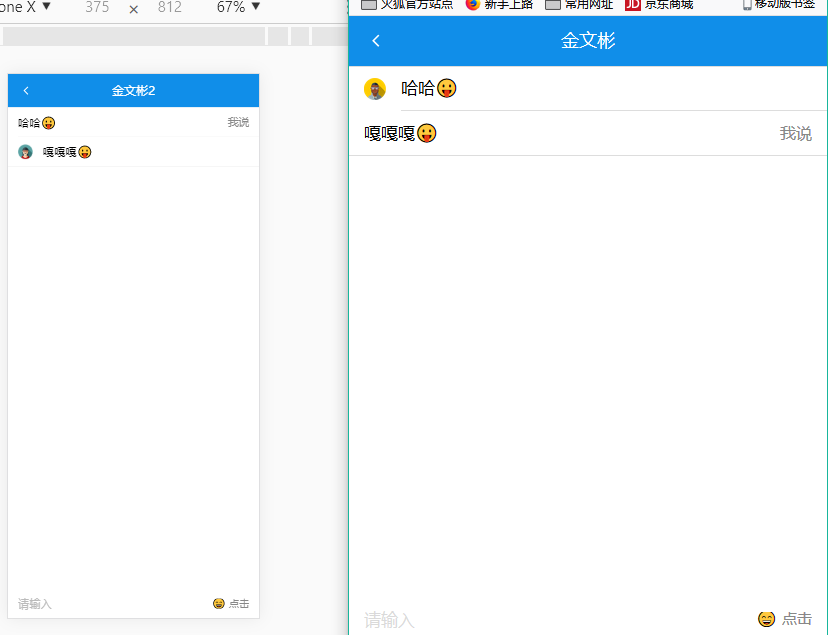 one X ▼ 375 × 812 67% ▼
金文彬2
哈哈😛
我说
嘎嘎嘎😛
请输入
😄 点击
火狐官方站点 新手上路 常用网址 JD 京东商城 移动版书签
金文彬
哈哈😛
嘎嘎嘎😛
我说
请输入
😄 点击